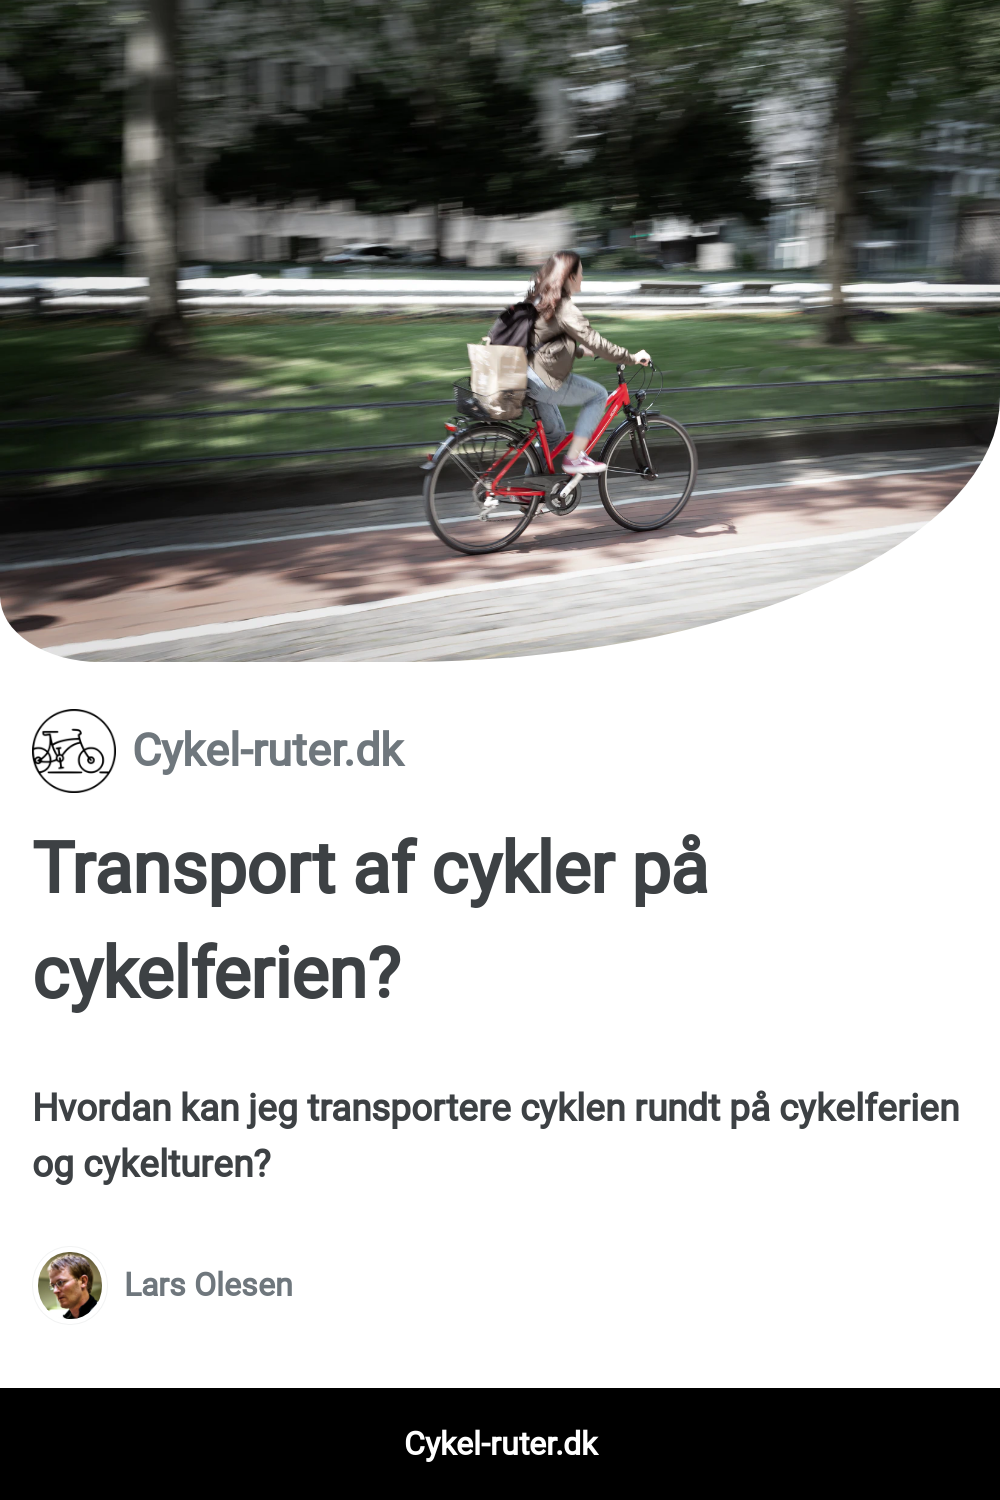 Cykel-ruter.dk
Transport af cykler på
cykelferien?
Hvordan kan jeg transportere cyklen rundt på cykelferien
og cykelturen?
Lars Olesen
Cykel-ruter.dk